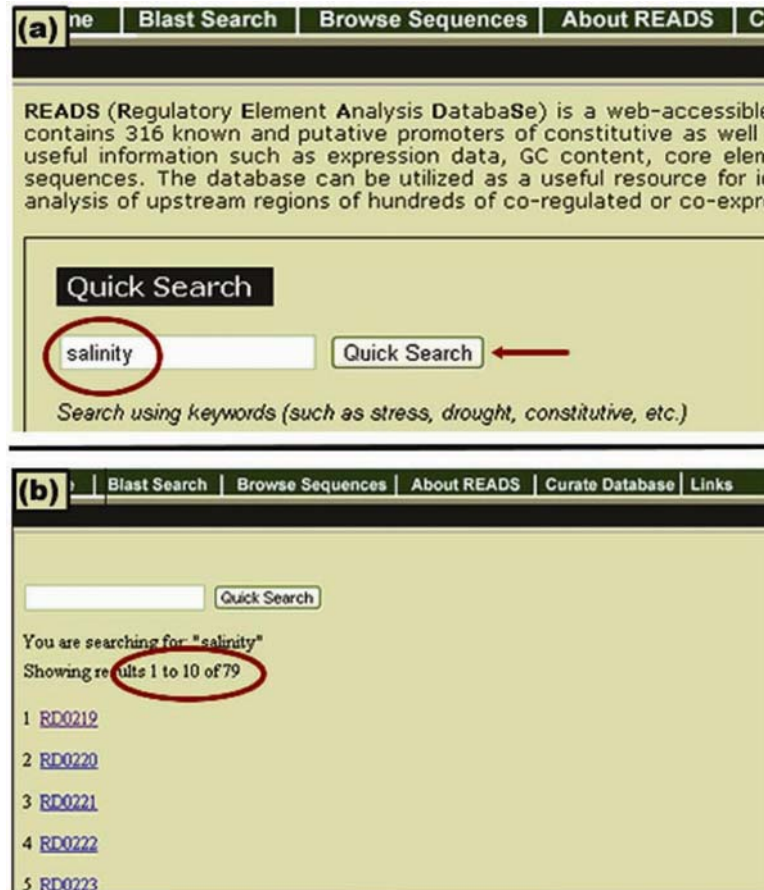 (a) me | Blast Search | Browse Sequences | About READS | C
READS (Regulatory Element Analysis DatabaSe) is a web-accessible
contains 316 known and putative promoters of constitutive as well
useful information such as expression data, GC content, core elem
sequences. The database can be utilized as a useful resource for i
analysis of upstream regions of hundreds of co-regulated or co-expr
Quick Search
salinity Quick Search
Search using keywords (such as stress, drought, constitutive, etc.)
(b) | Blast Search | Browse Sequences | About READS | Curate Database | Links
Quick Search
You are searching for: "salinity"
Showing results 1 to 10 of 79
1 RD0219
2 RD0220
3 RD0221
4 RD0222
5 RD0223